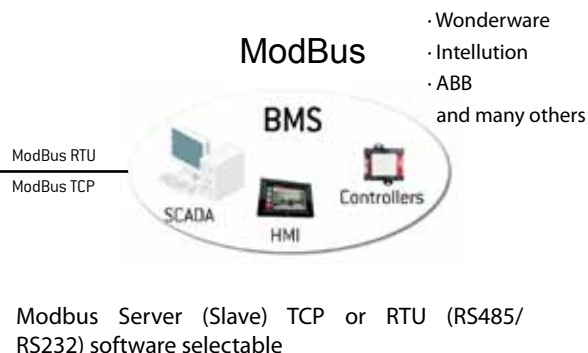 · Wonderware
ModBus
· Intellution
· ABB
and many others
BMS
ModBus RTU
ModBus TCP
SCADA
HMI
Controllers
Modbus Server (Slave) TCP or RTU (RS485/
RS232) software selectable